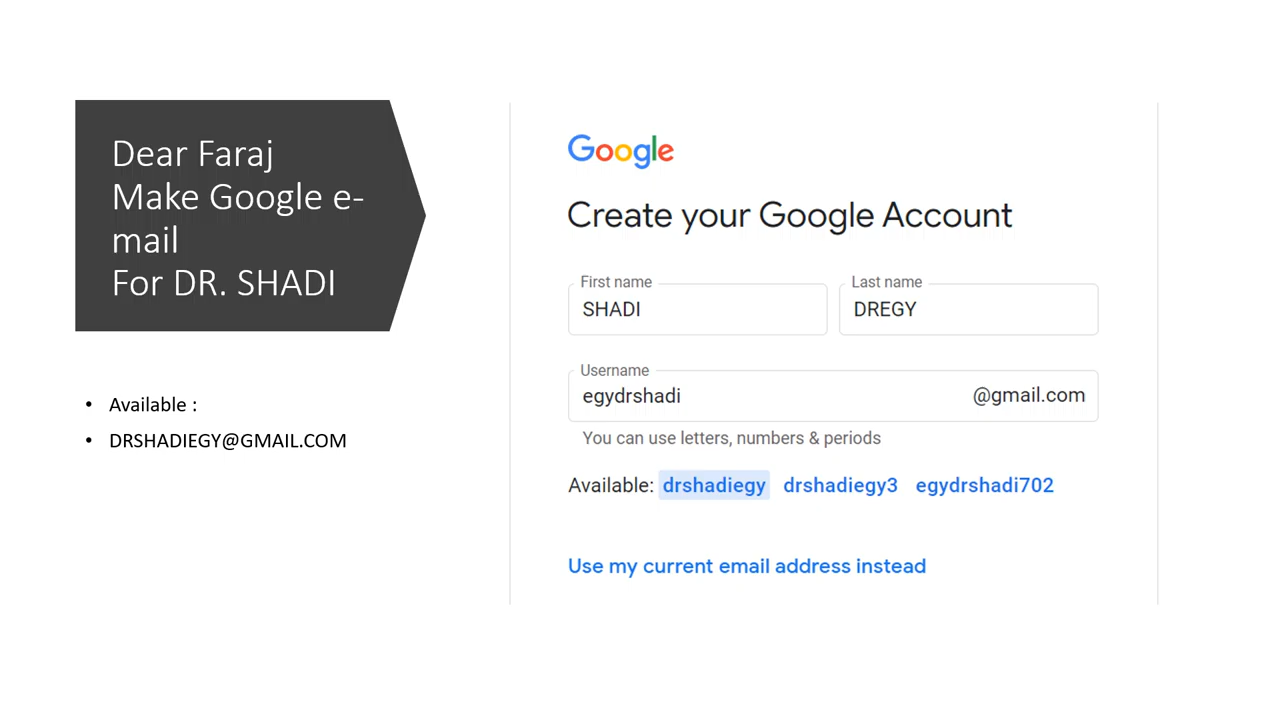 Dear Faraj
Make Google e-
mail
For DR. SHADI
• Available :
• DRSHADIEGY@GMAIL.COM
Google
Create your Google Account
First name
SHADI
Last name
DREGY
Username
egydrshadi
@gmail.com
You can use letters, numbers & periods
Available: drshadiegy drshadiegy3 egydrshadi702
Use my current email address instead